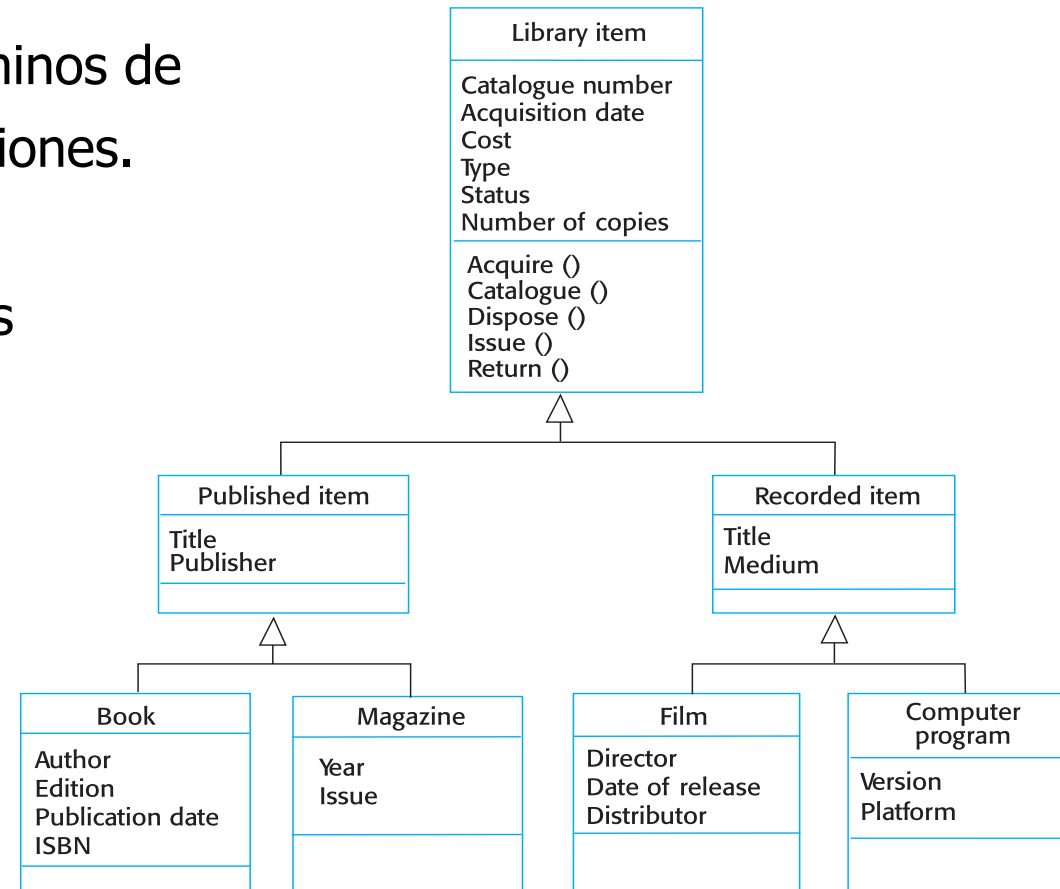 minos de
iones.
s
Library item
Catalogue number
Acquisition date
Cost
Type
Status
Number of copies
Acquire ()
Catalogue ()
Dispose ()
Issue ()
Return ()
Published item
Title
Publisher
Recorded item
Title
Medium
Book
Author
Edition
Publication date
ISBN
Magazine
Year
Issue
Film
Director
Date of release
Distributor
Computer
program
Version
Platform